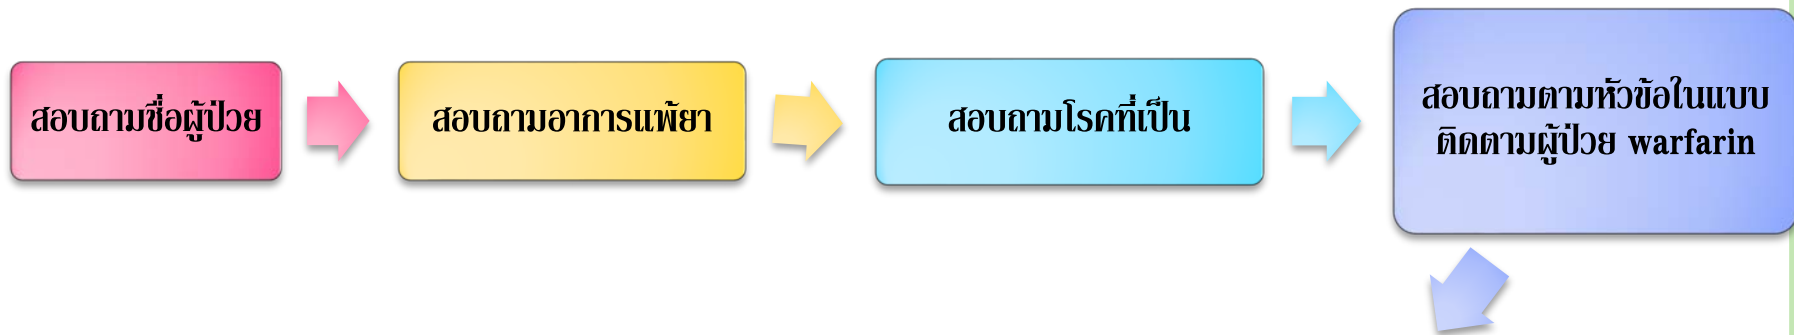 สอบถามชื่อผู้ป่วย
สอบถามอาการแพ้ยา
สอบถามโรคที่เป็น
สอบถามตามหัวข้อในแบบ
ติดตามผู้ป่วย warfarin